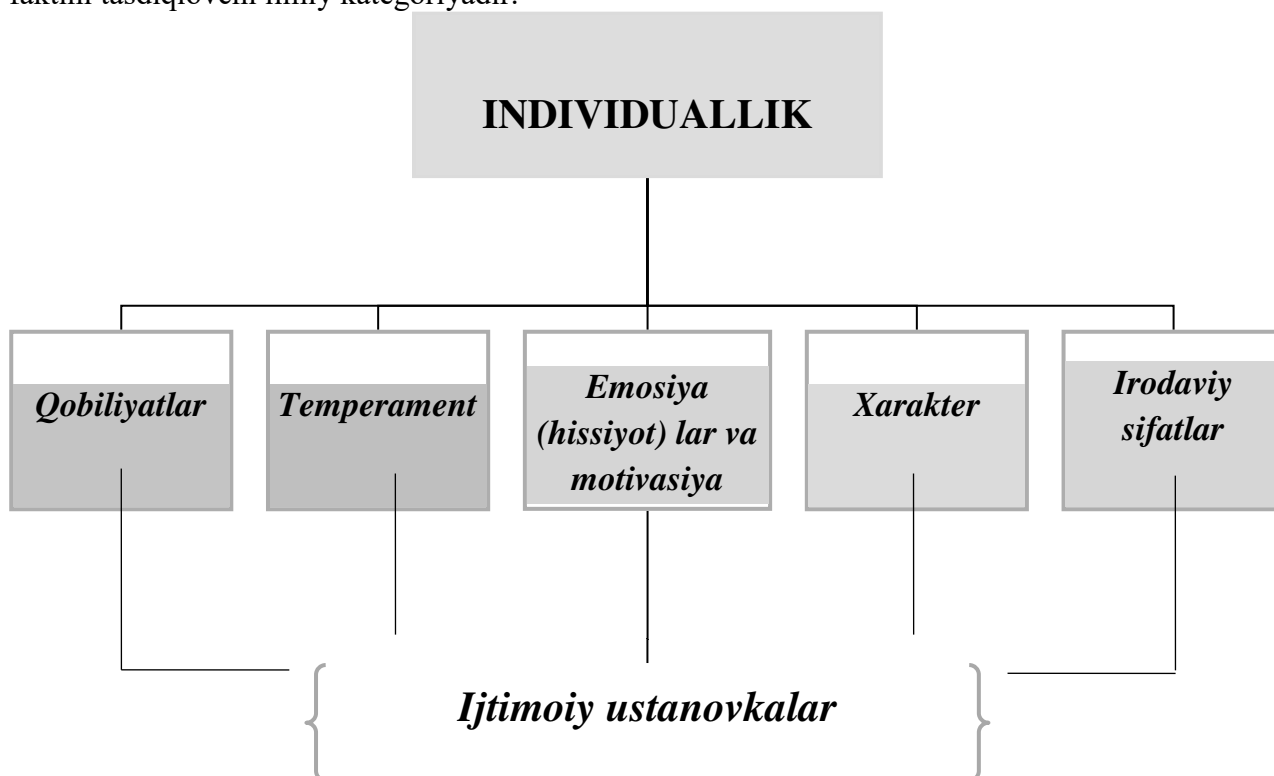 INDIVIDUALLIK
Qobiliyatlar
Temperament
Emosiya
(hissiyot) lar va
motivasiya
Xarakter
Irodaviy
sifatlar
Ijtimoiy ustanovkalar